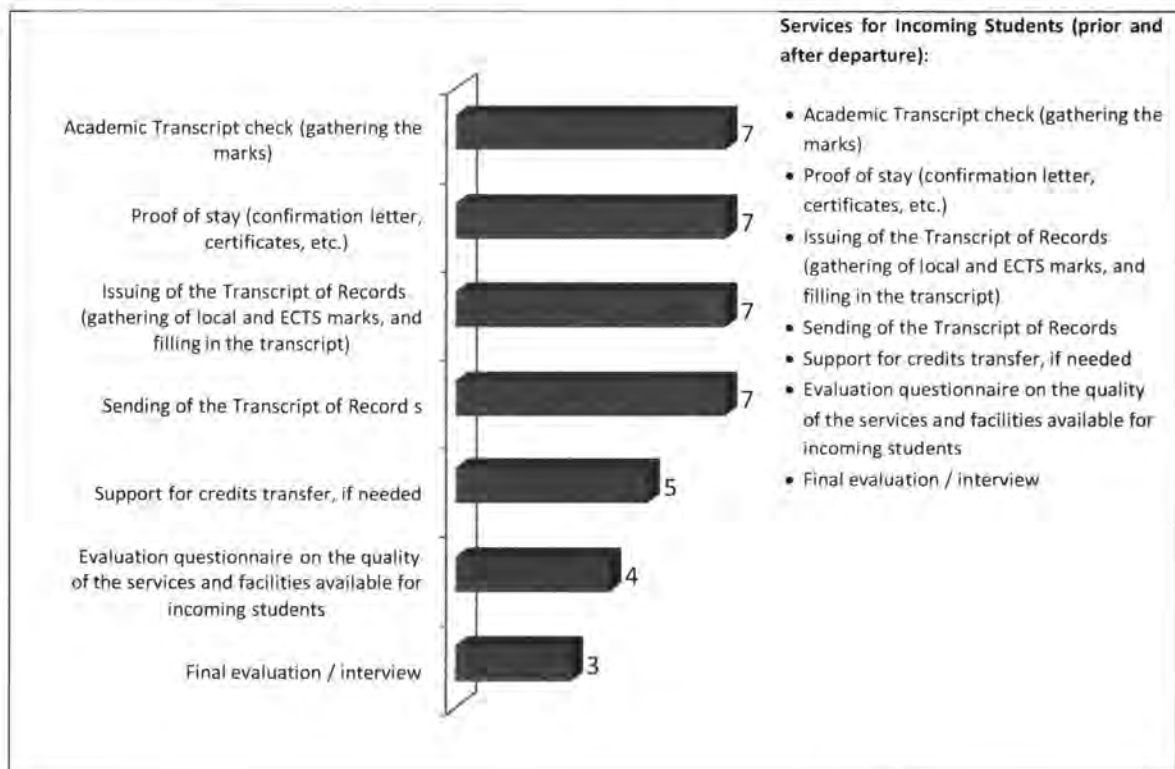 Academic Transcript check (gathering the
marks)
7
Proof of stay (confirmation letter,
certificates, etc.)
7
Issuing of the Transcript of Records
(gathering of local and ECTS marks, and
filling in the transcript)
7
Sending of the Transcript of Record s
7
Support for credits transfer, if needed
5
Evaluation questionnaire on the quality
of the services and facilities available for
incoming students
4
Final evaluation / interview
3
Services for Incoming Students (prior and
after departure):
• Academic Transcript check (gathering the
marks)
• Proof of stay (confirmation letter,
certificates, etc.)
• Issuing of the Transcript of Records
(gathering of local and ECTS marks, and
filling in the transcript)
• Sending of the Transcript of Records
• Support for credits transfer, if needed
• Evaluation questionnaire on the quality
of the services and facilities available for
incoming students
• Final evaluation / interview